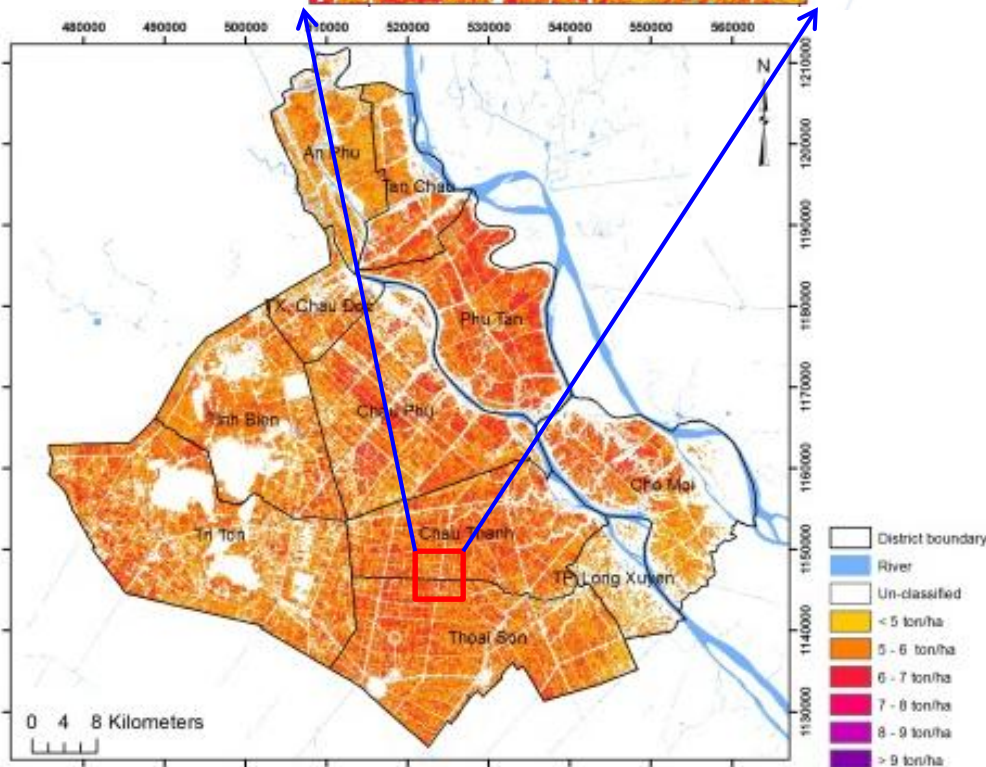 480000 490000 500000 510000 520000 530000 540000 550000 560000
1210000
1200000
1190000
1180000
1170000
1160000
1150000
1140000
1130000
N
An Phu
Tan Chau
TX. Chau Doc
Phu Tan
Chau Phu
Tinh Bien
Cho Moi
Tri Ton
Chau Thanh
TP. Long Xuyen
Thoai Son
0 4 8 Kilometers
District boundary
River
Un-classified
< 5 ton/ha
5 - 6 ton/ha
6 - 7 ton/ha
7 - 8 ton/ha
8 - 9 ton/ha
> 9 ton/ha